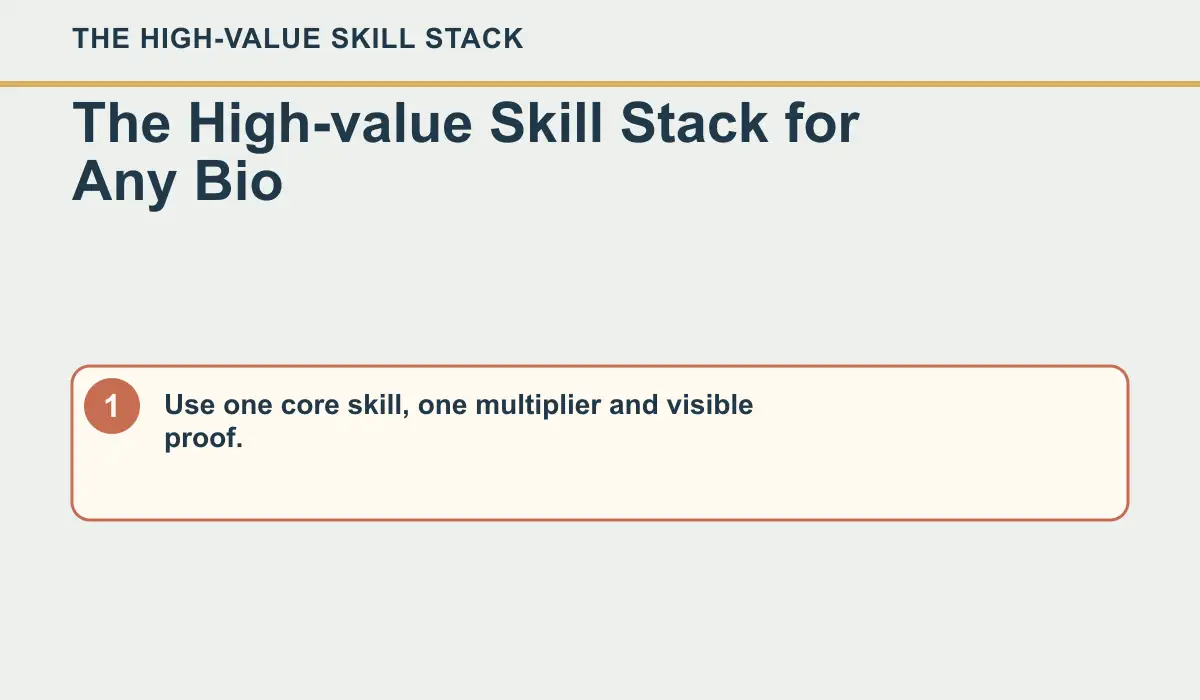 THE HIGH-VALUE SKILL STACK
The High-value Skill Stack for
Any Bio
1
Use one core skill, one multiplier and visible
proof.